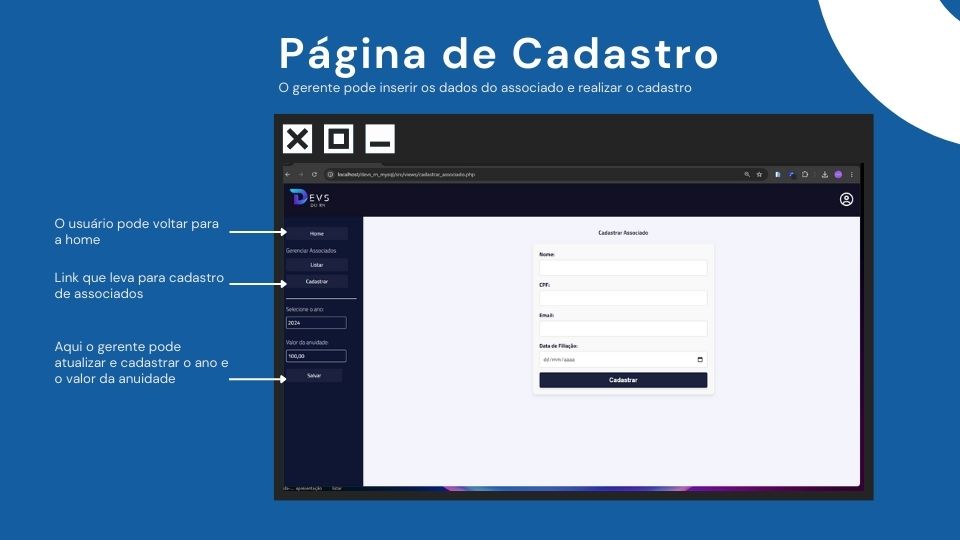 Página de Cadastro
O gerente pode inserir os dados do associado e realizar o cadastro
localhost/devs_rn_mysql/src/views/cadastrar_associado.php
DEVS
DO RN
O usuário pode voltar para
a home
Link que leva para cadastro
de associados
Aqui o gerente pode
atualizar e cadastrar o ano e
o valor da anuidade
Home
Gerenciar Associados
Listar
Cadastrar
Selecione o ano:
2024
Valor da anuidade:
100,00
Salvar
Cadastrar Associado
Nome:
CPF:
Email:
Data de Filiação:
dd/mm/aaaa
Cadastrar
apresentação
listar